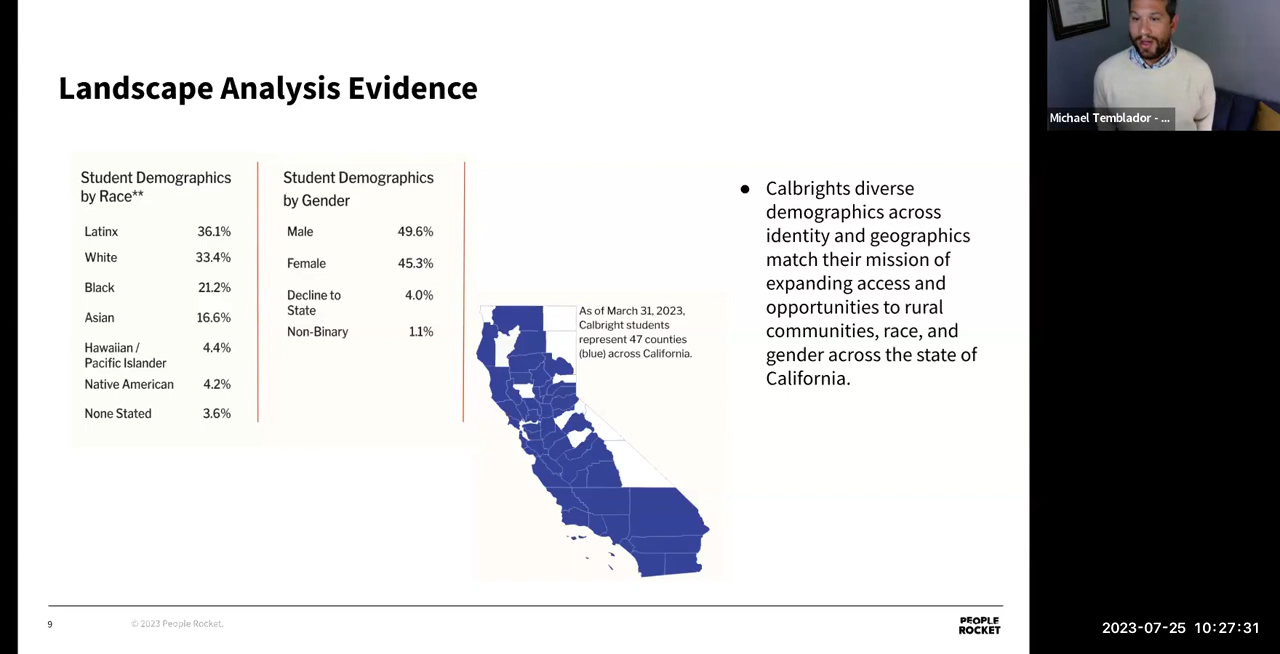 Landscape Analysis Evidence
Student Demographics
by Race**
Latinx 36.1%
White 33.4%
Black 21.2%
Asian 16.6%
Hawaiian /
Pacific Islander 4.4%
Native American 4.2%
None Stated 3.6%
Student Demographics
by Gender
Male 49.6%
Female 45.3%
Decline to 4.0%
State
Non-Binary 1.1%
As of March 31, 2023,
Calbright students
represent 47 counties
(blue) across California.
● Calbrights diverse
demographics across
identity and geographics
match their mission of
expanding access and
opportunities to rural
communities, race, and
gender across the state of
California.
9
© 2023 People Rocket.
PEOPLE
ROCKET
Michael Temblador - ...
2023-07-25 10:27:31